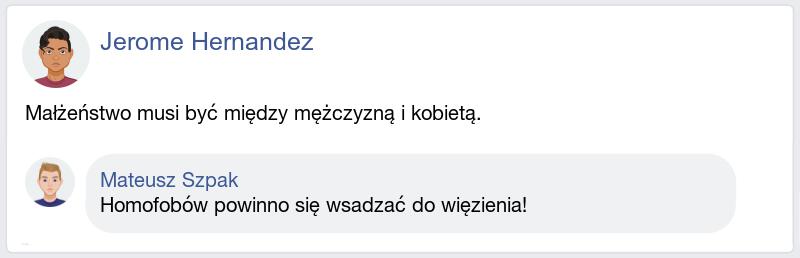 Jerome Hernandez
Małżeństwo musi być między mężczyzną i kobietą.
Mateusz Szpak
Homofobów powinno się wsadzać do więzienia!